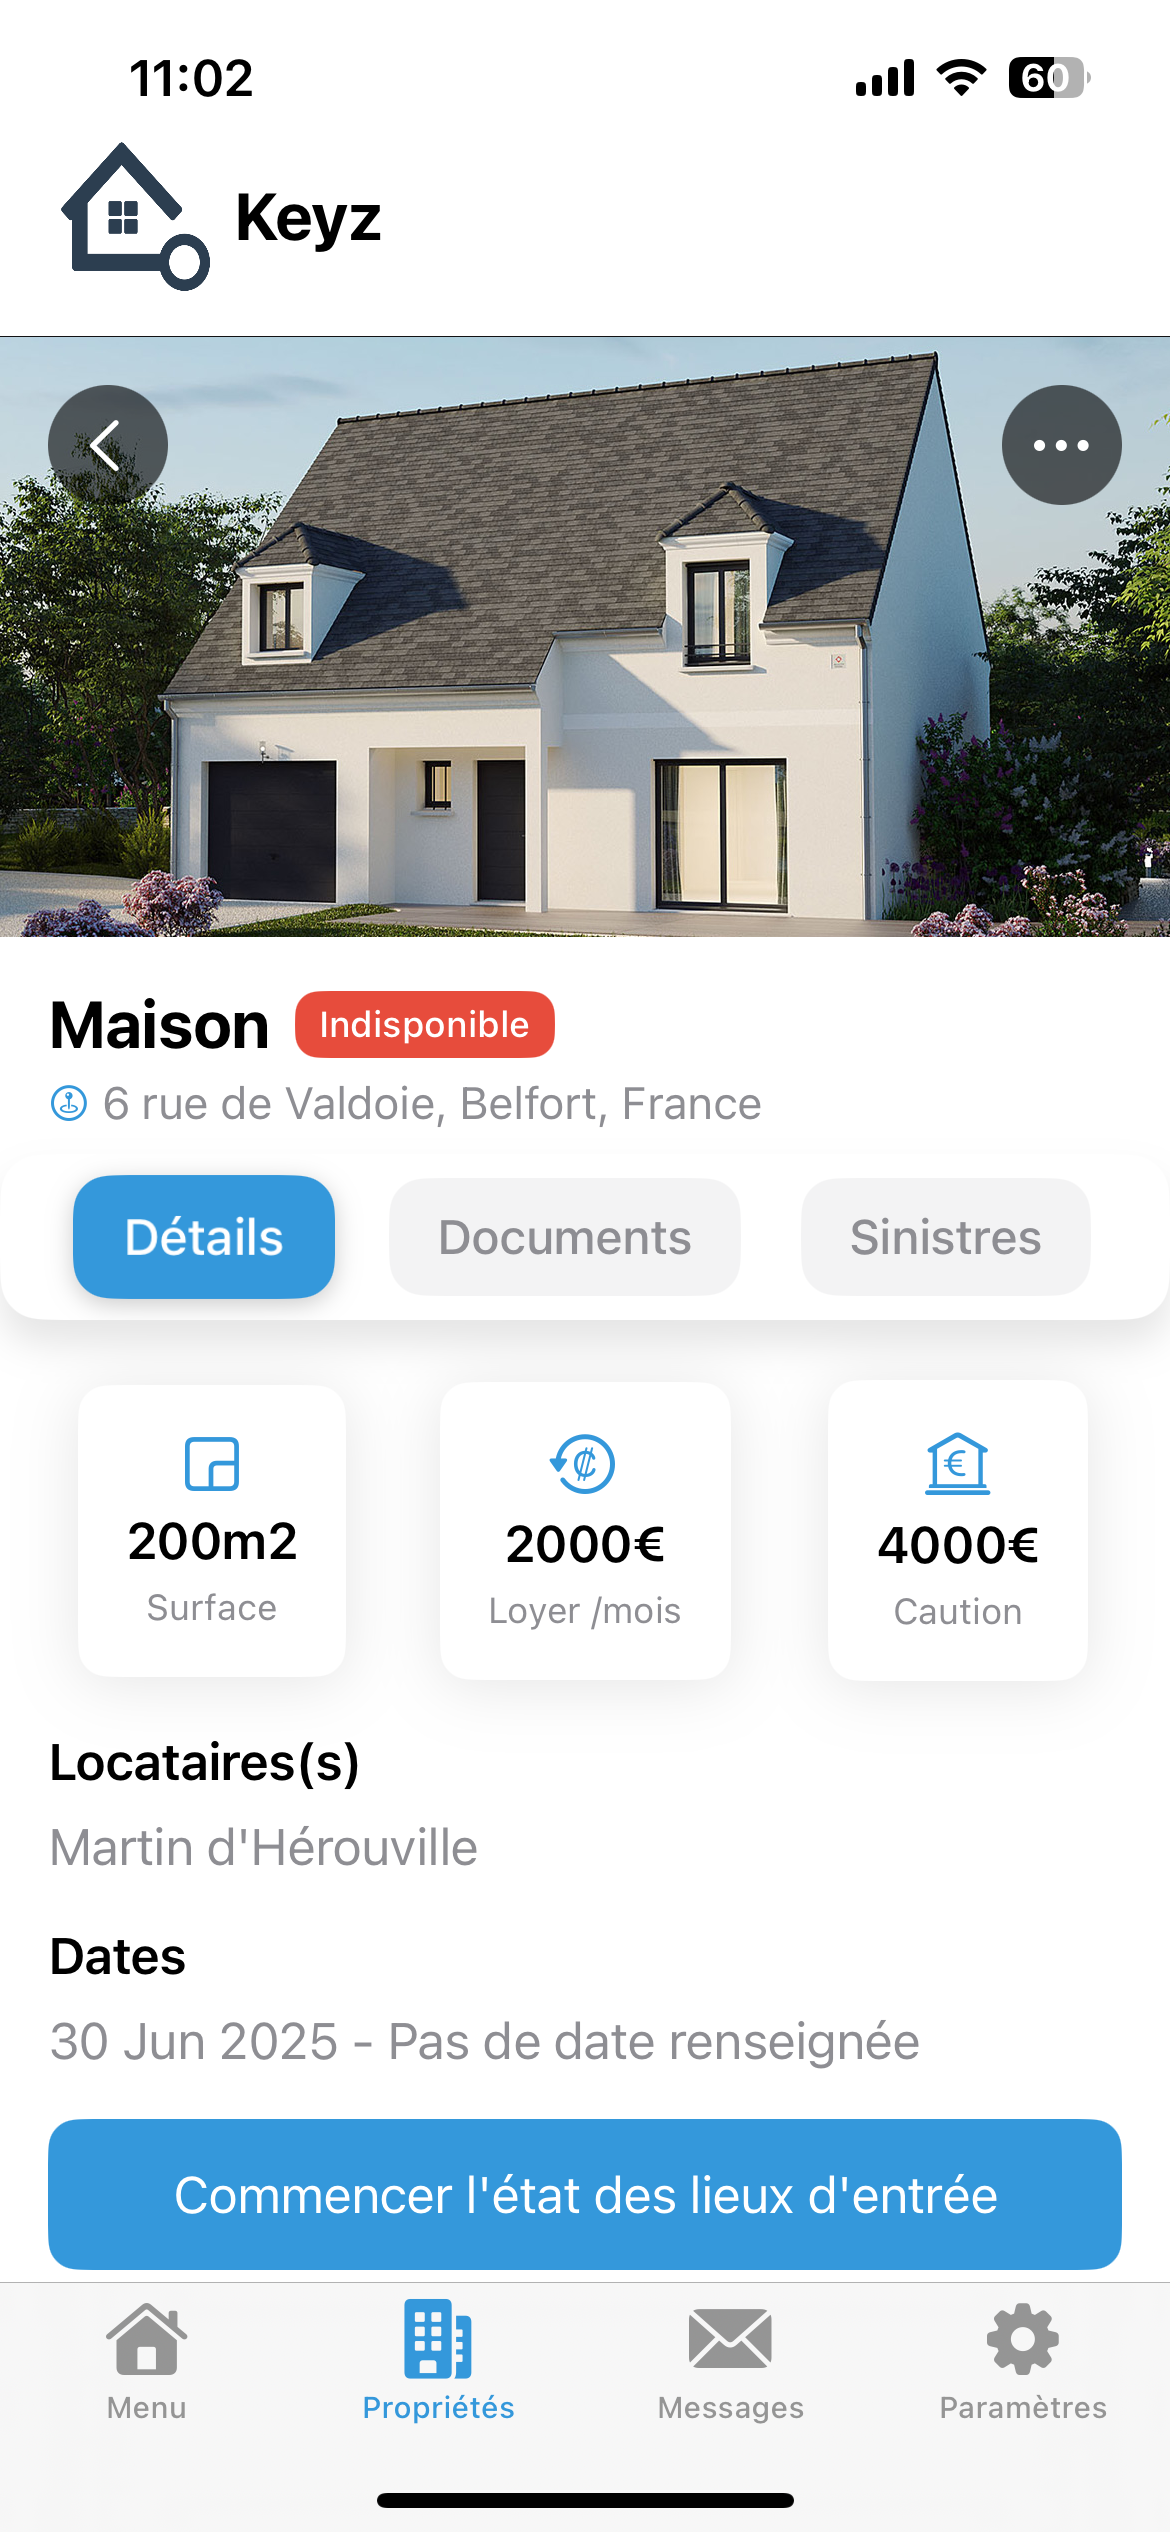 11:02
60
Keyz
Maison
Indisponible
6 rue de Valdoie, Belfort, France
Détails
Documents
Sinistres
200m2
Surface
2000€
Loyer /mois
4000€
Caution
Locataires(s)
Martin d'Hérouville
Dates
30 Jun 2025 - Pas de date renseignée
Commencer l'état des lieux d'entrée
Menu
Propriétés
Messages
Paramètres